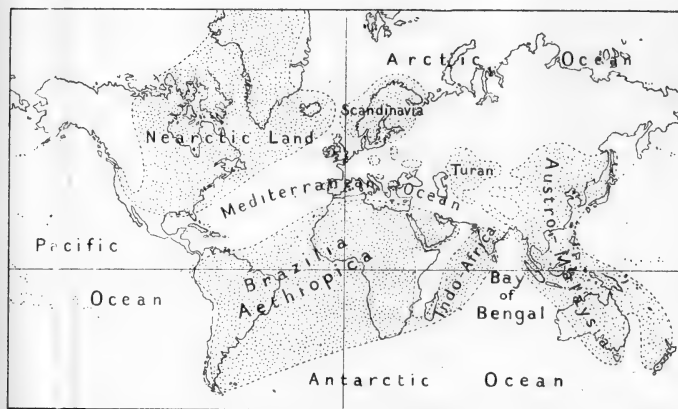 Arctic Ocean
Scandinavia
Nearctic Land
Turan
Mediterranean Ocean
Pacific
Ocean
Brazilia
Aethiopica
Indo Africa
Austro-Malaysia
Bay
of
Bengal
Antarctic Ocean